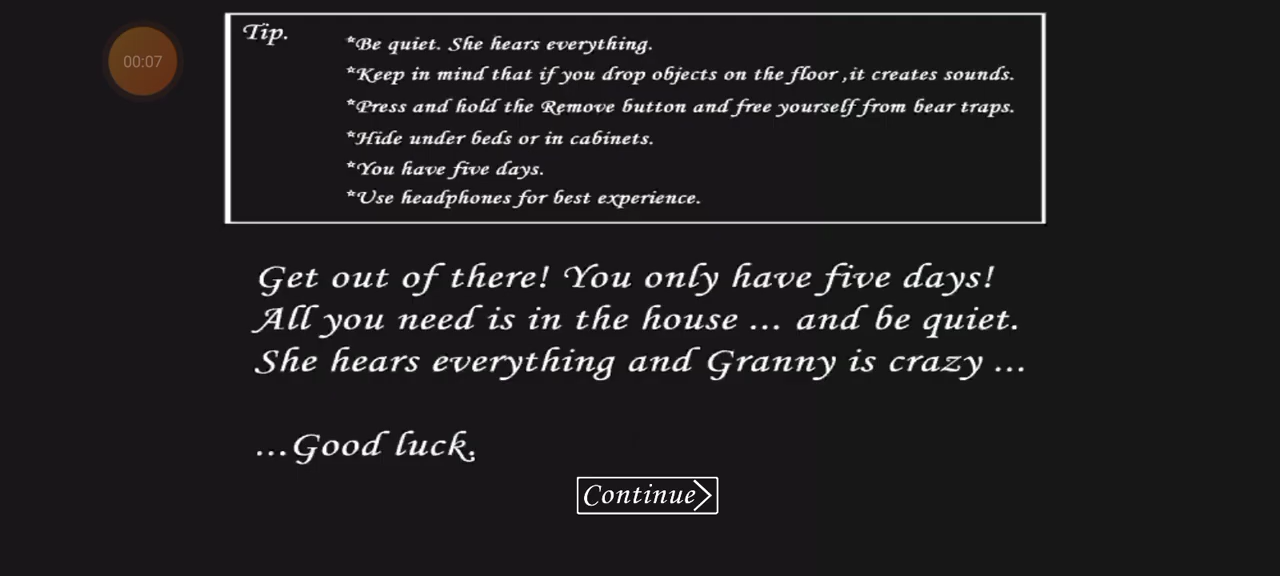 Tip.
*Be quiet. She hears everything.
00:07
*Keep in mind that if you drop objects on the floor ,it creates sounds.
*Press and hold the Remove button and free yourself from bear traps.
*Hide under beds or in cabinets.
*You have five days.
*Use headphones for best experience.
Get out of there! You only have five days!
All you need is in the house ... and be quiet.
She hears everything and Granny is crazy ...
...Good luck.
Continue